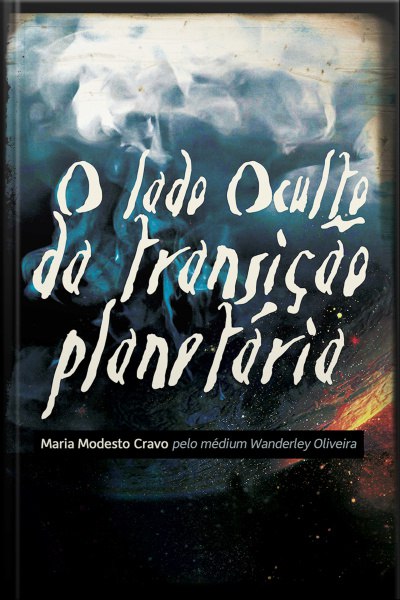 O lado Oculto
da transição
planetária
Maria Modesto Cravo pelo médium Wanderley Oliveira